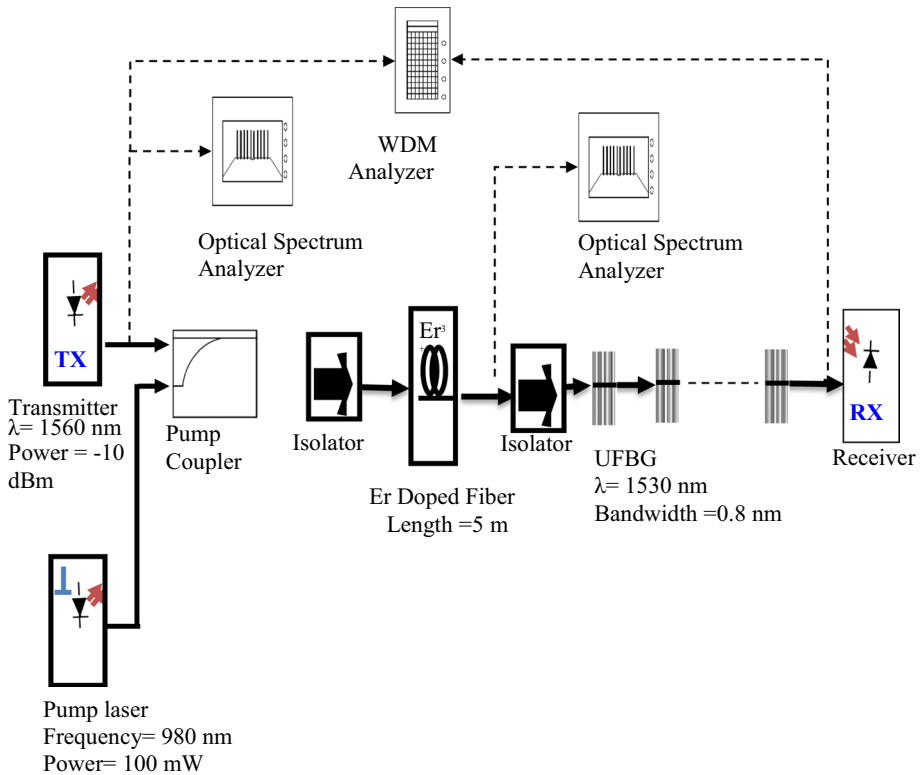 WDM
Analyzer
Optical Spectrum
Analyzer
Optical Spectrum
Analyzer
TX
Transmitter
λ= 1560 nm
Power = -10
dBm
Pump
Coupler
Isolator
Er3+
Er Doped Fiber
Length =5 m
Isolator
UFBG
λ= 1530 nm
Bandwidth =0.8 nm
RX
Receiver
Pump laser
Frequency= 980 nm
Power= 100 mW